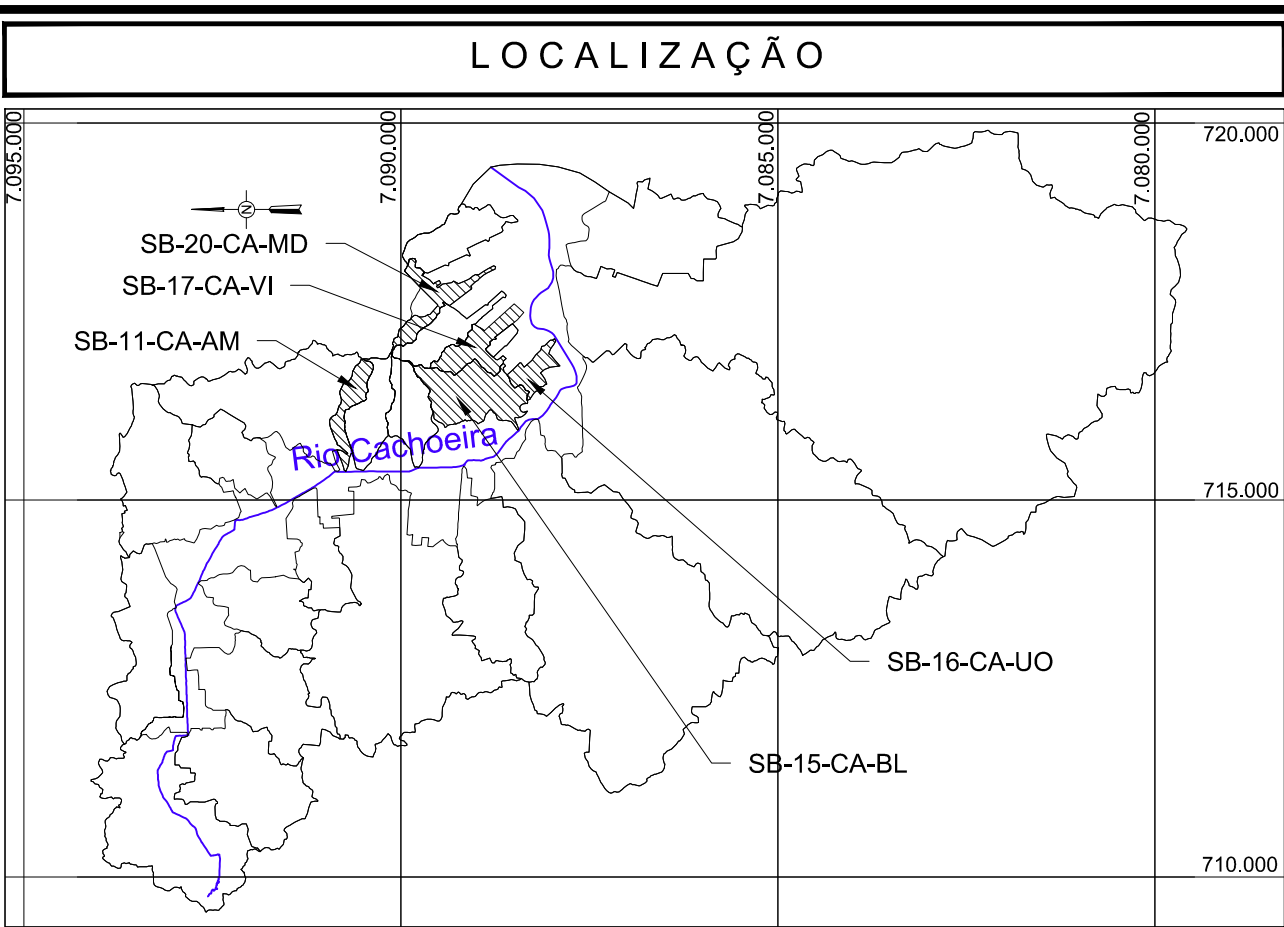 LOCALIZAÇÃO
7.095.000
7.090.000
7.085.000
7.080.000
720.000
N
SB-20-CA-MD
SB-17-CA-VI
SB-11-CA-AM
Rio Cachoeira
715.000
SB-16-CA-UO
SB-15-CA-BL
710.000